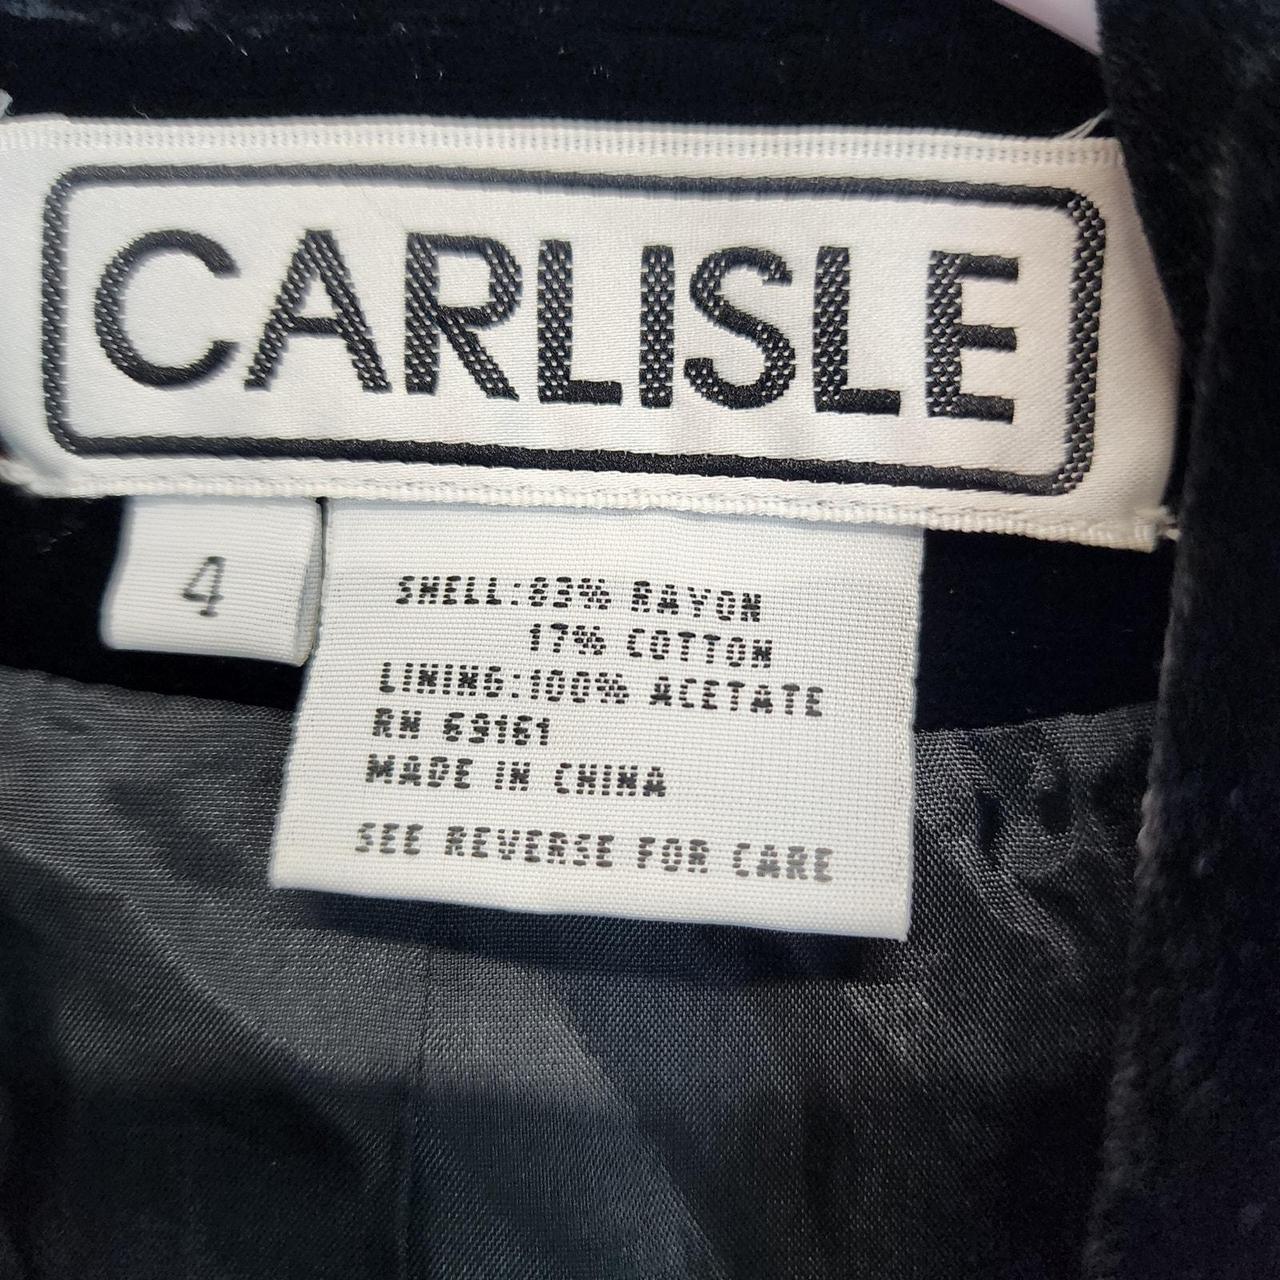 CARLISLE
4
SHELL:83% RAYON
17% COTTON
LINING:100% ACETATE
RN 69161
MADE IN CHINA
SEE REVERSE FOR CARE